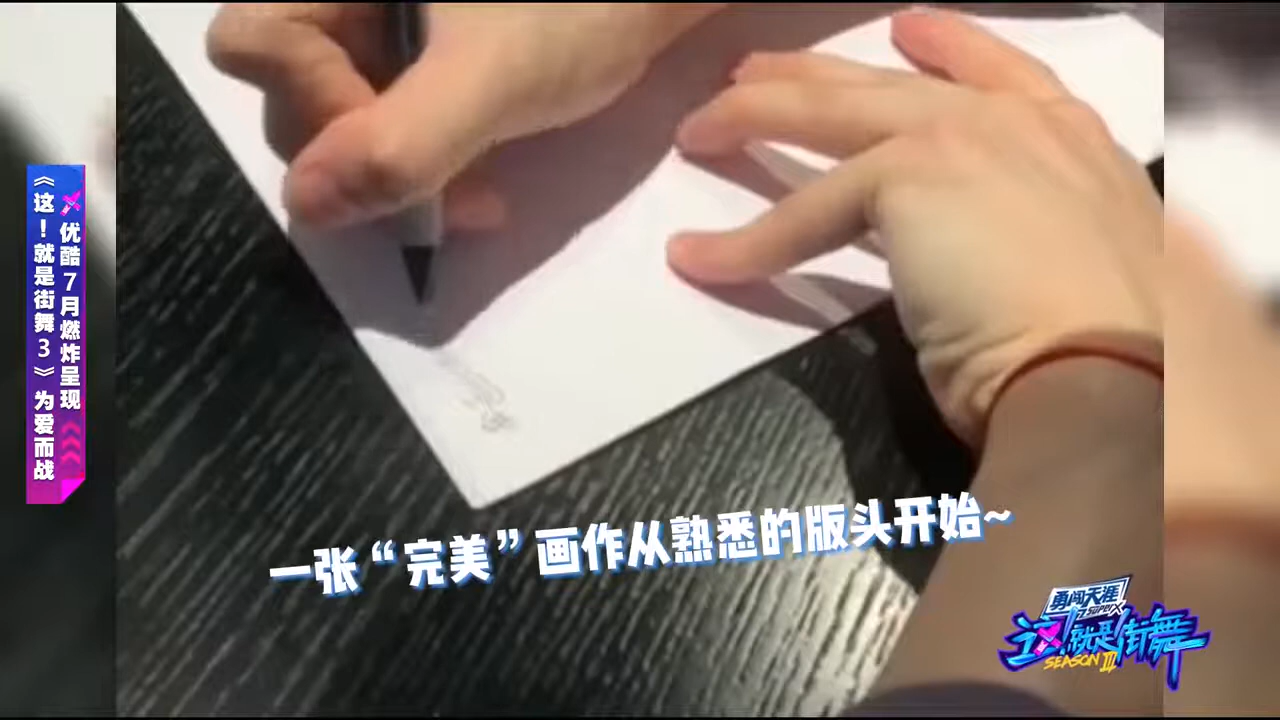 优酷7月燃炸呈现
《这！就是街舞3》为爱而战
一张“完美”画作从熟悉的版头开始~
勇闯天涯
superX
这！就是街舞
SEASON III